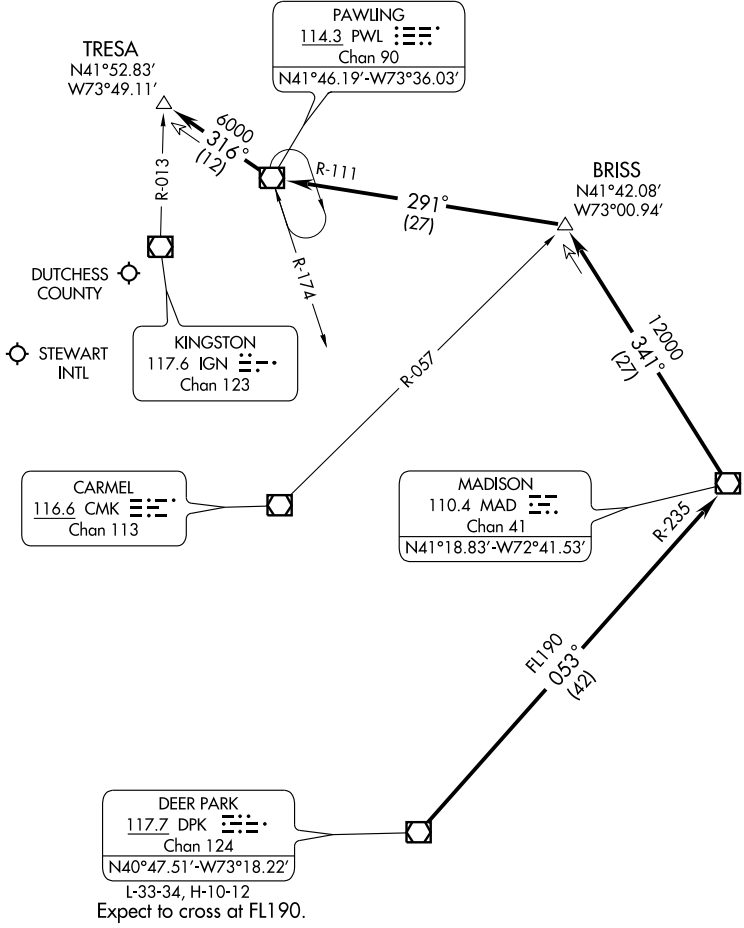 PAWLING
114.3 PWL
Chan 90
N41°46.19'-W73°36.03'
TRESA
N41°52.83'
W73°49.11'
6000
316°
(12)
R-013
R-111
291°
(27)
BRISS
N41°42.08'
W73°00.94'
R-174
DUTCHESS
COUNTY
STEWART
INTL
KINGSTON
117.6 IGN
Chan 123
R-057
12000
341°
(27)
CARMEL
116.6 CMK
Chan 113
MADISON
110.4 MAD
Chan 41
N41°18.83'-W72°41.53'
R-235
FL190
053°
(42)
DEER PARK
117.7 DPK
Chan 124
N40°47.51'-W73°18.22'
L-33-34, H-10-12
Expect to cross at FL190.